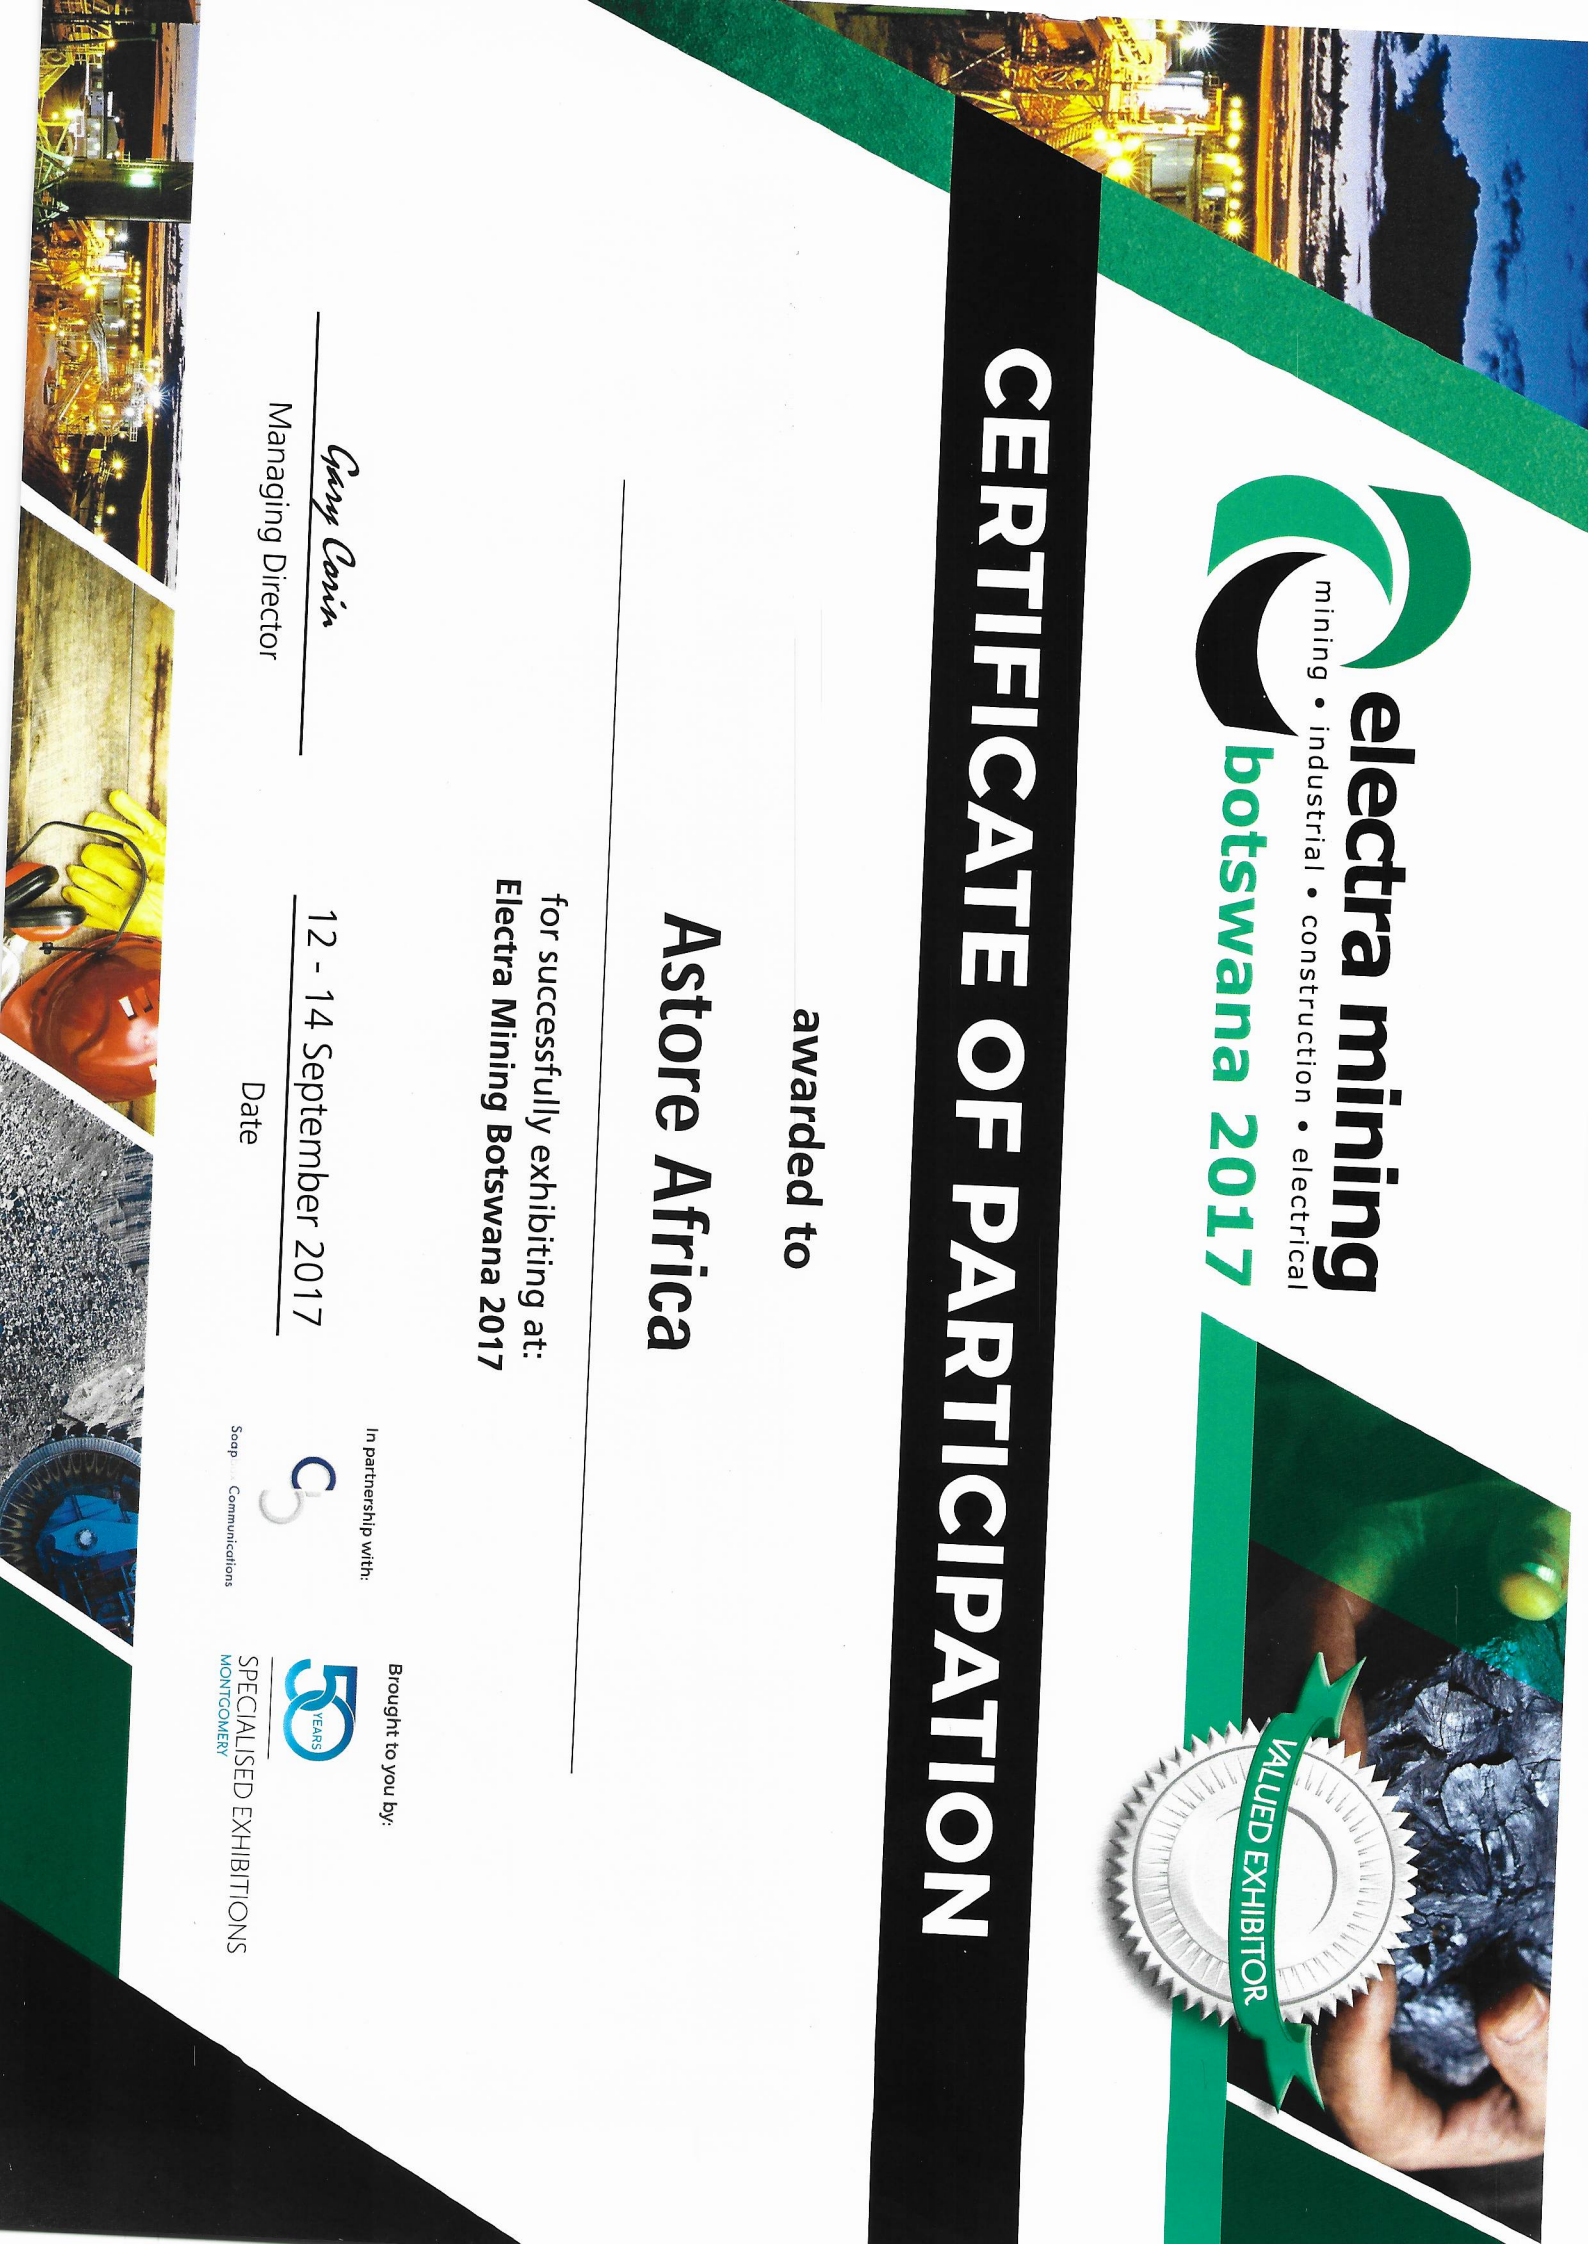 electra mining
mining • industrial • construction • electrical
botswana 2017
VALUED EXHIBITOR
CERTIFICATE OF PARTICIPATION
awarded to
Astore Africa
for successfully exhibiting at:
Electra Mining Botswana 2017
Gary Corin
Managing Director
12 - 14 September 2017
Date
In partnership with:
Soap Communications
Brought to you by:
50 YEARS
SPECIALISED EXHIBITIONS
MONTGOMERY